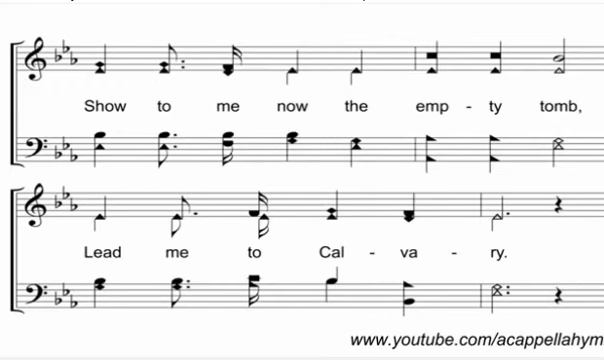 Show to me now the emp - ty tomb,
Lead me to Cal - va - ry.
www.youtube.com/acappellahym